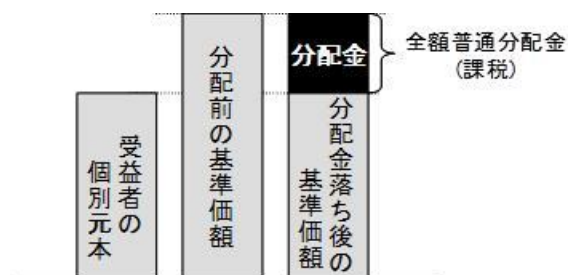 受益者の
個別元本
分配前の基準価額
分配金
分配金落ち後の
基準価額
全額普通分配金
(課税)